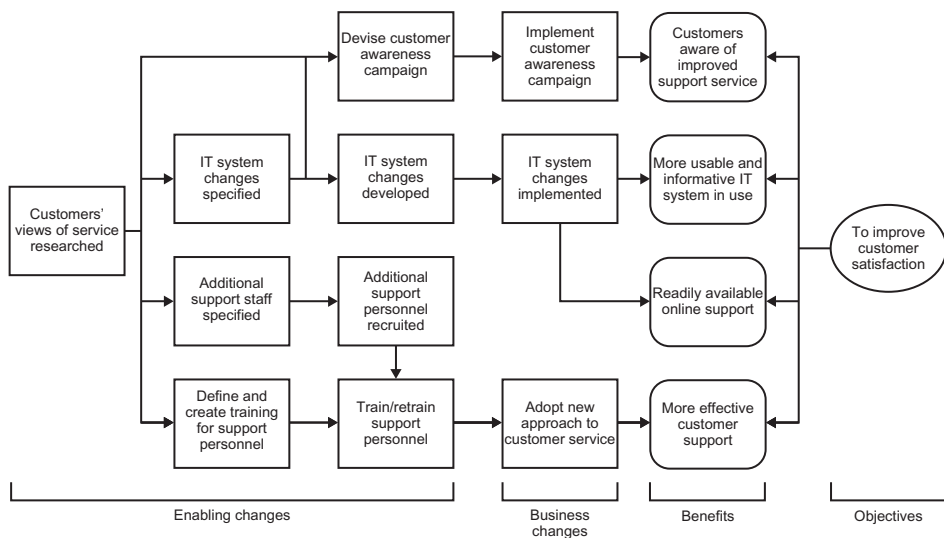 Devise customer
awareness
campaign
Implement
customer
awareness
campaign
Customers
aware of
improved
support service
IT system
changes
specified
IT system
changes
developed
IT system
changes
implemented
More usable and
informative IT
system in use
Customers’
views of service
researched
To improve
customer
satisfaction
Additional
support staff
specified
Additional
support
personnel
recruited
Readily available
online support
Define and
create training
for support
personnel
Train/retrain
support
personnel
Adopt new
approach to
customer service
More effective
customer
support
Enabling changes
Business
changes
Benefits
Objectives